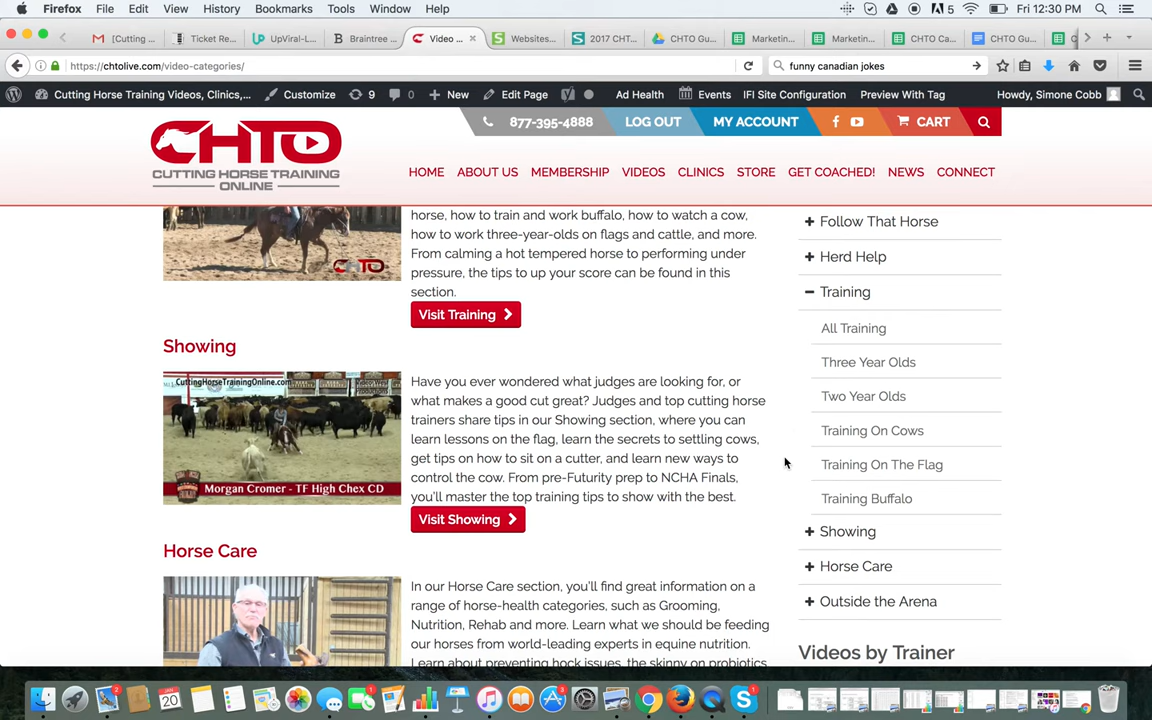 Firefox File Edit View History Bookmarks Tools Window Help 5 Fri 12:30 PM
[Cutting ... Ticket Re... UpViral-L... Braintree ... Video ... Websites... 2017 CHT... CHTO Gu... Marketin... Marketin... CHTO Ca... CHTO Gu...
https://chtolive.com/video-categories/ funny canadian jokes
Cutting Horse Training Videos, Clinics,... Customize 9 0 New Edit Page Ad Health Events IFI Site Configuration Preview With Tag Howdy, Simone Cobb
877-395-4888 LOG OUT MY ACCOUNT CART
CHTO
CUTTING HORSE TRAINING
ONLINE
HOME ABOUT US MEMBERSHIP VIDEOS CLINICS STORE GET COACHED! NEWS CONNECT
horse, how to train and work buffalo, how to watch a cow,
how to work three-year-olds on flags and cattle, and more.
From calming a hot tempered horse to performing under
pressure, the tips to up your score can be found in this
section.
CHTO
Visit Training
Showing
CuttingHorseTrainingOnline.com
Morgan Cromer - TF High Chex CD
Have you ever wondered what judges are looking for, or
what makes a good cut great? Judges and top cutting horse
trainers share tips in our Showing section, where you can
learn lessons on the flag, learn the secrets to settling cows,
get tips on how to sit on a cutter, and learn new ways to
control the cow. From pre-Futurity prep to NCHA Finals,
you'll master the top training tips to show with the best.
Visit Showing
Horse Care
In our Horse Care section, you'll find great information on a
range of horse-health categories, such as Grooming,
Nutrition, Rehab and more. Learn what we should be feeding
our horses from world-leading experts in equine nutrition.
Learn about preventing hock issues, the skinny on probiotics
Follow That Horse
Herd Help
Training
All Training
Three Year Olds
Two Year Olds
Training On Cows
Training On The Flag
Training Buffalo
Showing
Horse Care
Outside the Arena
Videos by Trainer
JAN
20